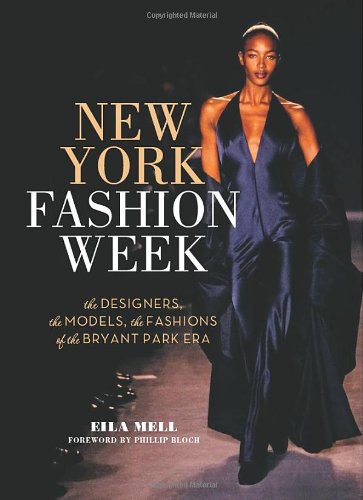 NEW
YORK
FASHION
WEEK
the DESIGNERS,
the MODELS, the FASHIONS
of the BRYANT PARK ERA
EILA MELL
FOREWORD BY PHILLIP BLOCH
Copyrighted Material
Copyrighted Material